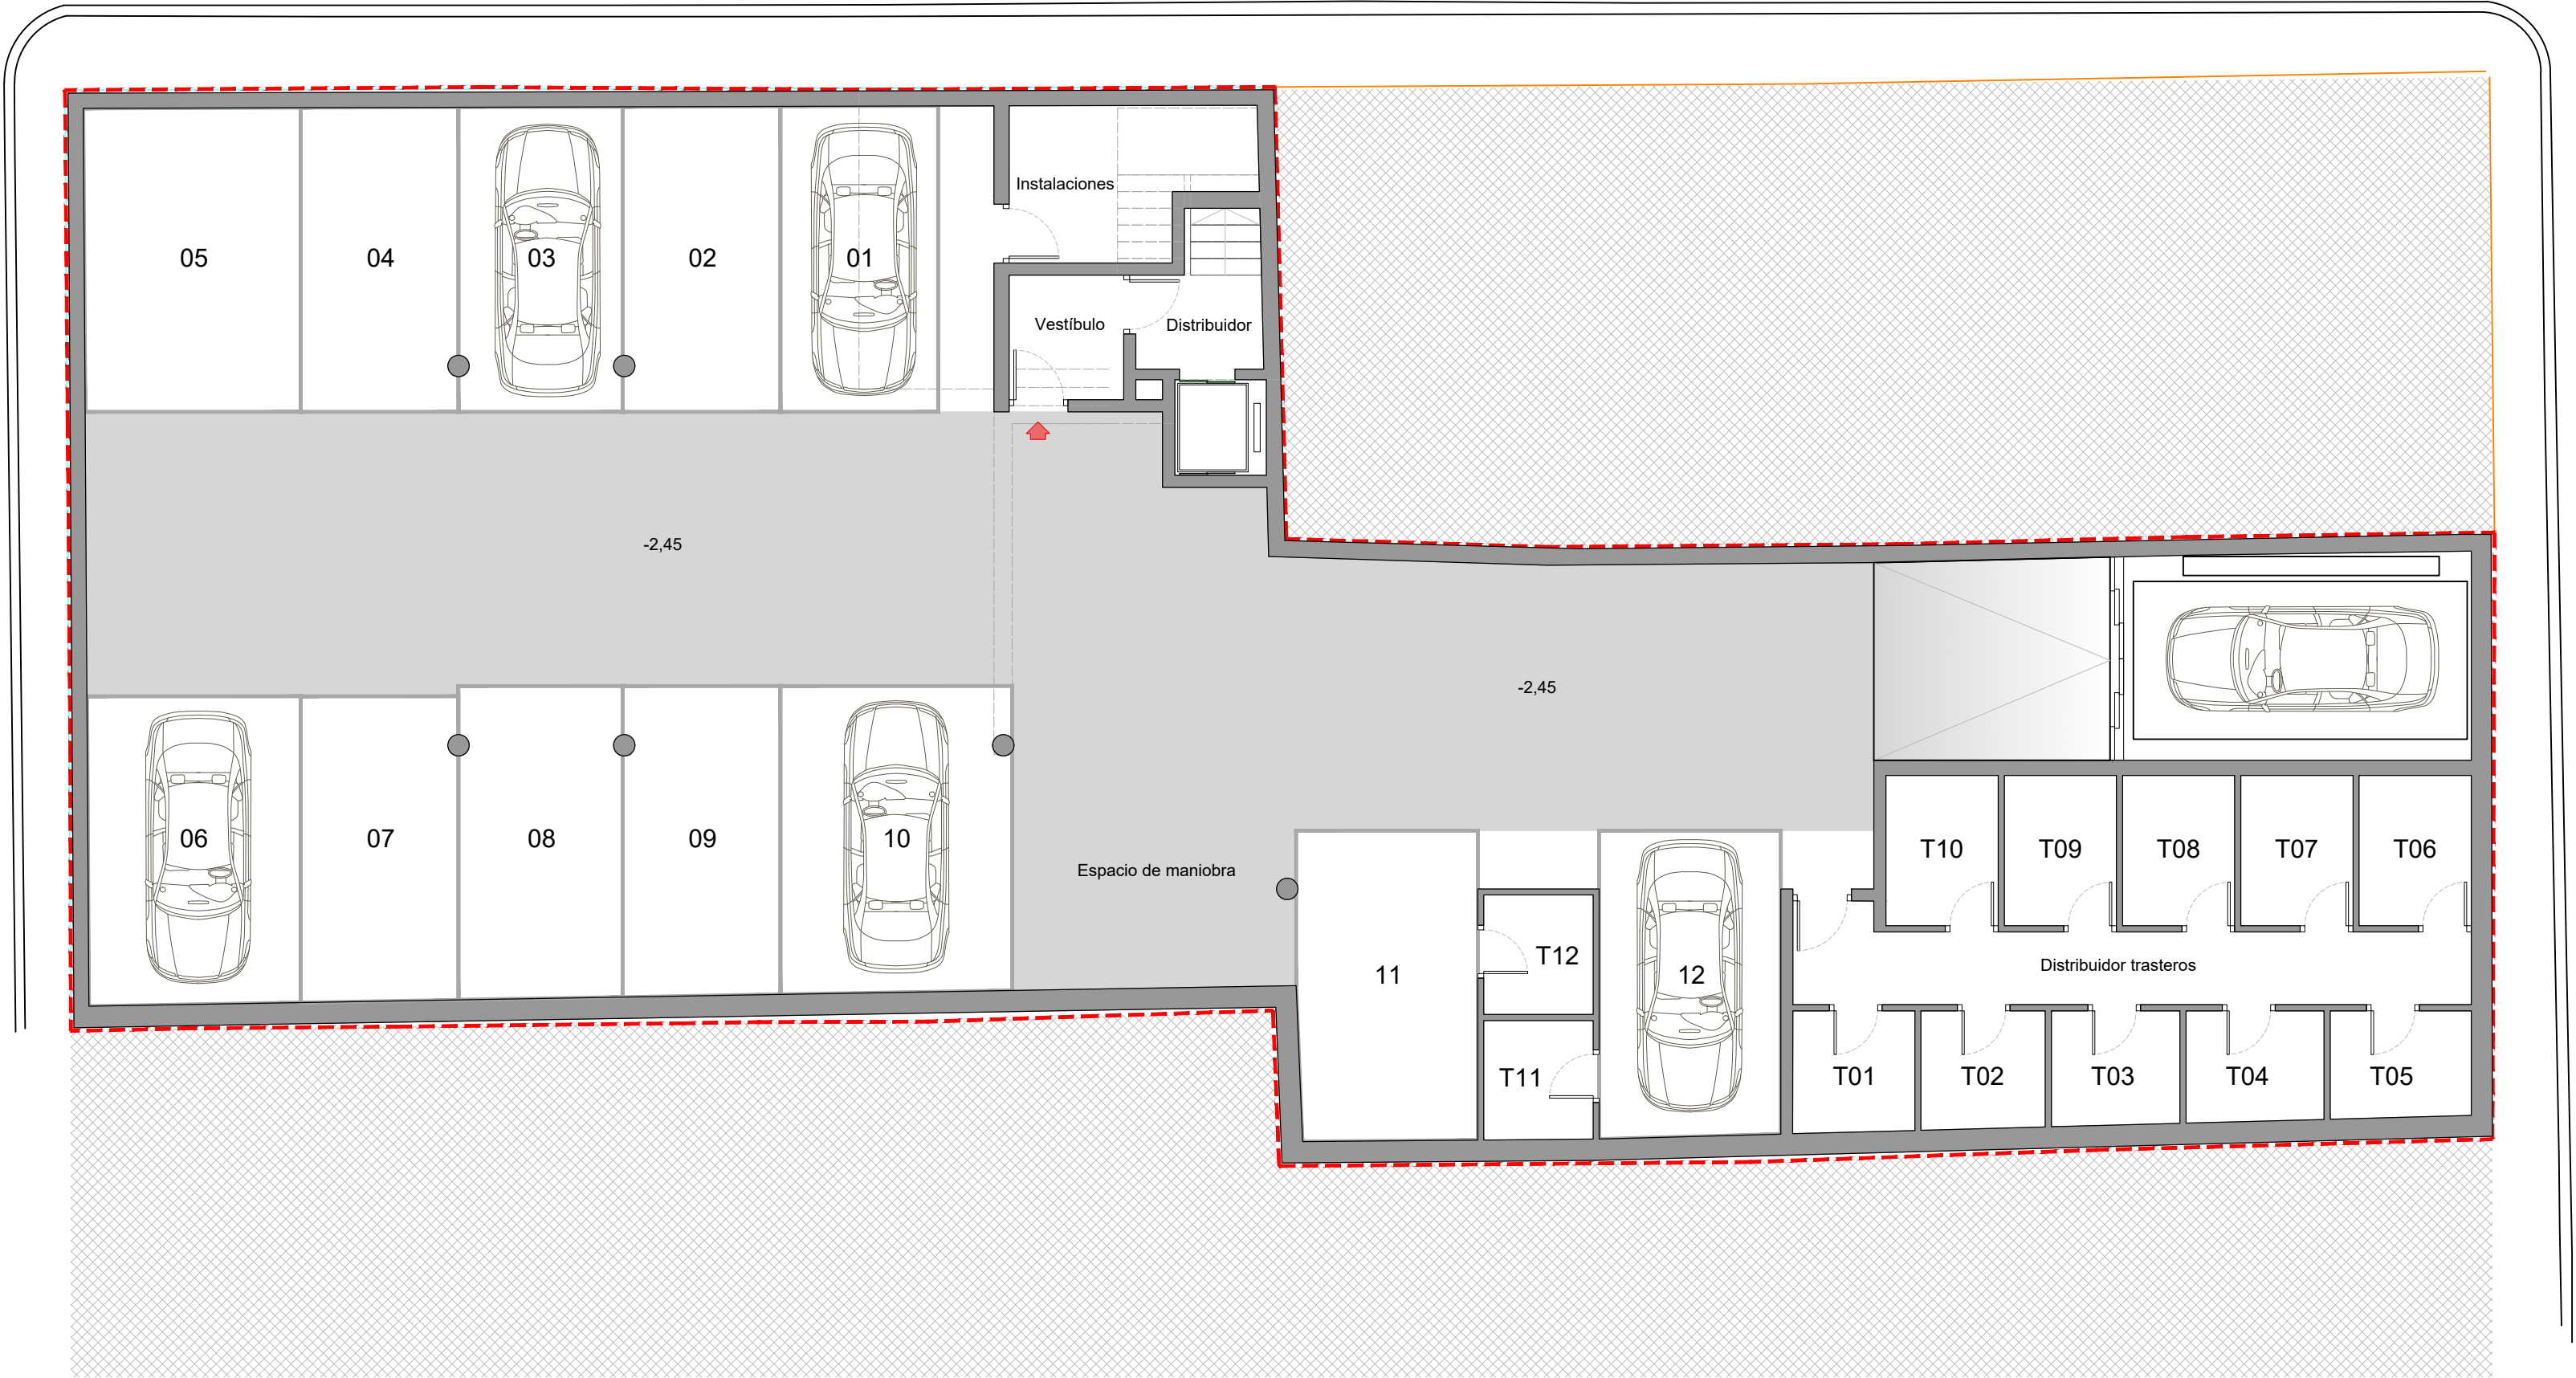 Instalaciones
05
04
03
02
01
Vestíbulo
Distribuidor
-2,45
-2,45
06
07
08
09
10
T10
T09
T08
T07
T06
Espacio de maniobra
T12
Distribuidor trasteros
11
12
T11
T01
T02
T03
T04
T05